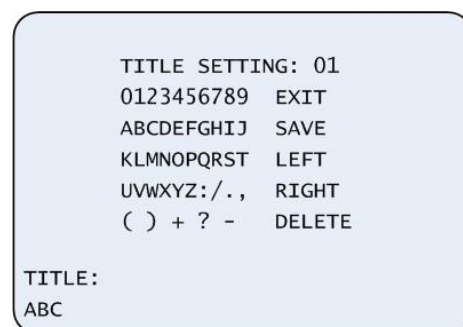 TITLE SETTING: 01
0123456789 EXIT
ABCDEFGHIJ SAVE
KLMNOPQRST LEFT
UVWXYZ:/., RIGHT
( ) + ? - DELETE
TITLE:
ABC